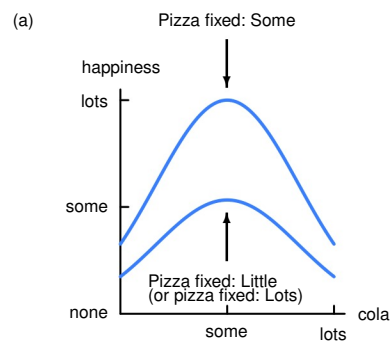 (a)
Pizza fixed: Some
happiness
lots
some
Pizza fixed: Little
(or pizza fixed: Lots)
none
cola
some
lots